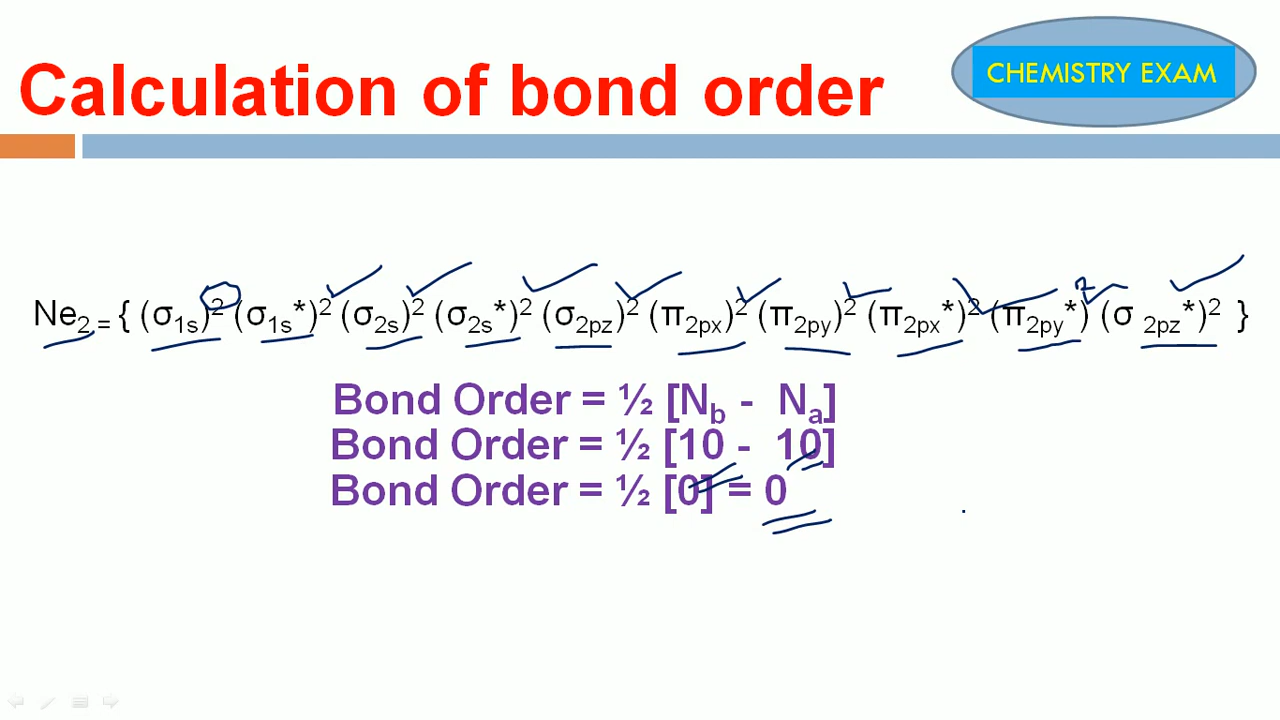 Calculation of bond order
CHEMISTRY EXAM
Ne₂ = { (σ₁s)² (σ₁s*)² (σ₂s)² (σ₂s*)² (σ₂pz)² (π₂px)² (π₂py)² (π₂px*)² (π₂py*)² (σ ₂pz*)² }
Bond Order = ½ [Nb - Na]
Bond Order = ½ [10 - 10]
Bond Order = ½ [0] = 0